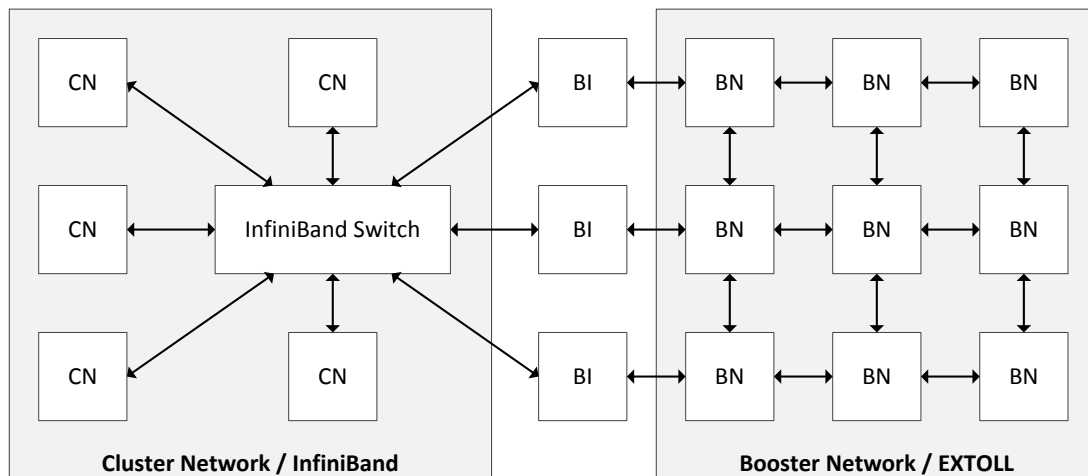 CN
CN
BI
BN
BN
BN
CN
InfiniBand Switch
BI
BN
BN
BN
CN
CN
BI
BN
BN
BN
Cluster Network / InfiniBand
Booster Network / EXTOLL